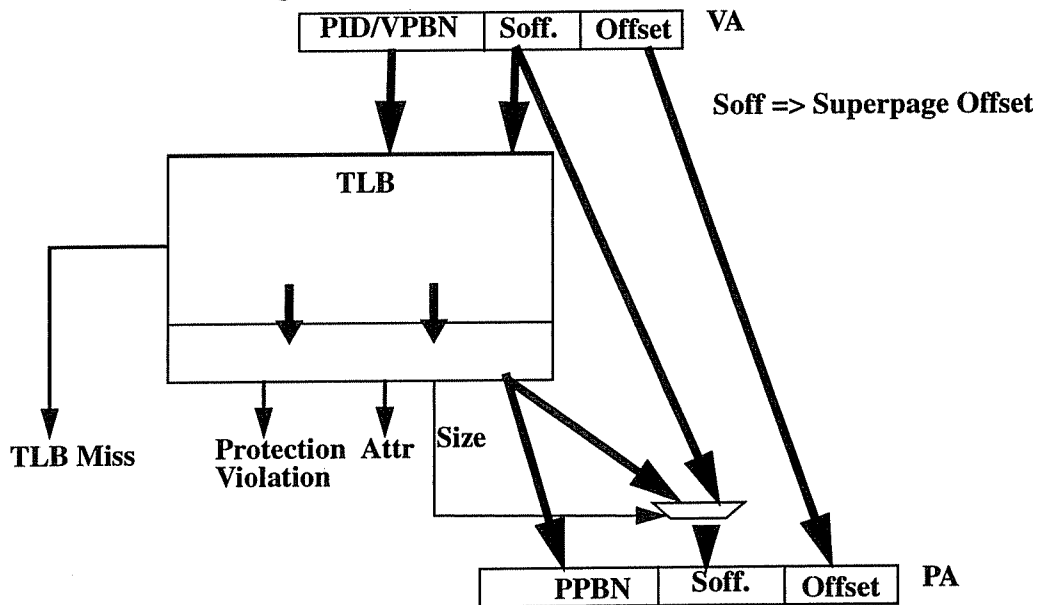 PID/VPBN Soff. Offset VA
Soff => Superpage Offset
TLB
TLB Miss
Protection Violation
Attr
Size
PPBN Soff. Offset PA